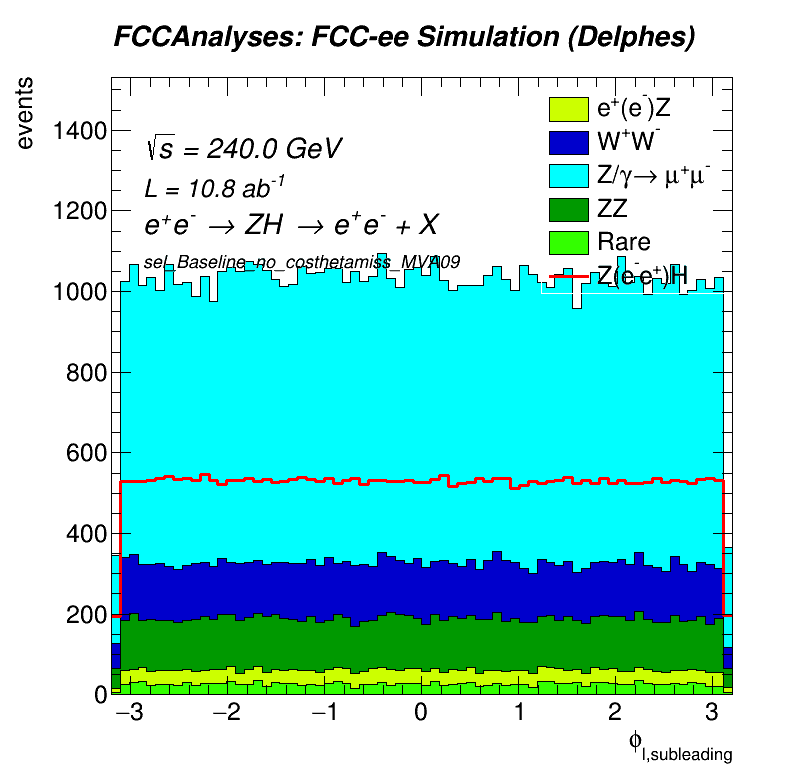 FCCAnalyses: FCC-ee Simulation (Delphes)
events
√s = 240.0 GeV
L = 10.8 ab⁻¹
e⁺e⁻ → ZH → e⁺e⁻ + X
sel_Baseline_no_costhetamiss_MVA09
e⁺(e⁻)Z
W⁺W⁻
Z/γ→ μ⁺μ⁻
ZZ
Rare
Z(e⁻e⁺)H
1400
1200
1000
800
600
400
200
0
−3 −2 −1 0 1 2 3
ϕ_l,subleading